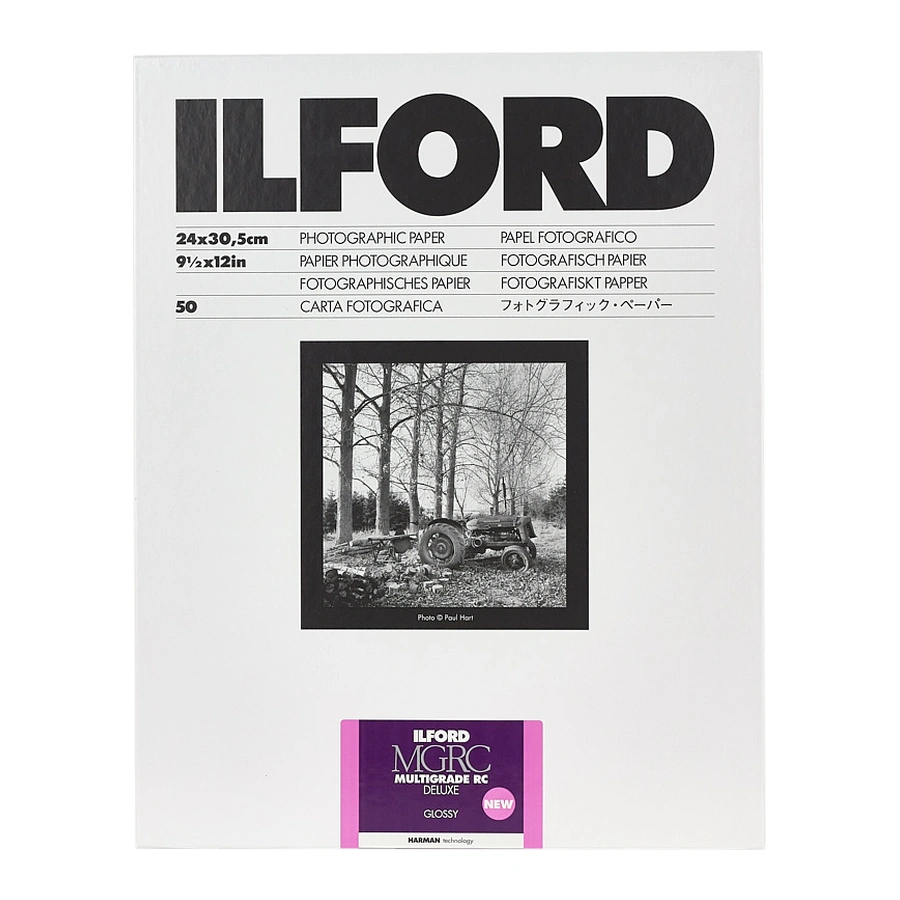 ILFORD
24x30,5cm PHOTOGRAPHIC PAPER PAPEL FOTOGRAFICO
9½x12in PAPIER PHOTOGRAPHIQUE FOTOGRAFISCH PAPIER
FOTOGRAPHISCHES PAPIER FOTOGRAFISKT PAPPER
50 CARTA FOTOGRAFICA フォトグラフィック・ペーパー
Photo © Paul Hart
ILFORD
MGRC
MULTIGRADE RC
DELUXE
NEW
GLOSSY
HARMAN technology